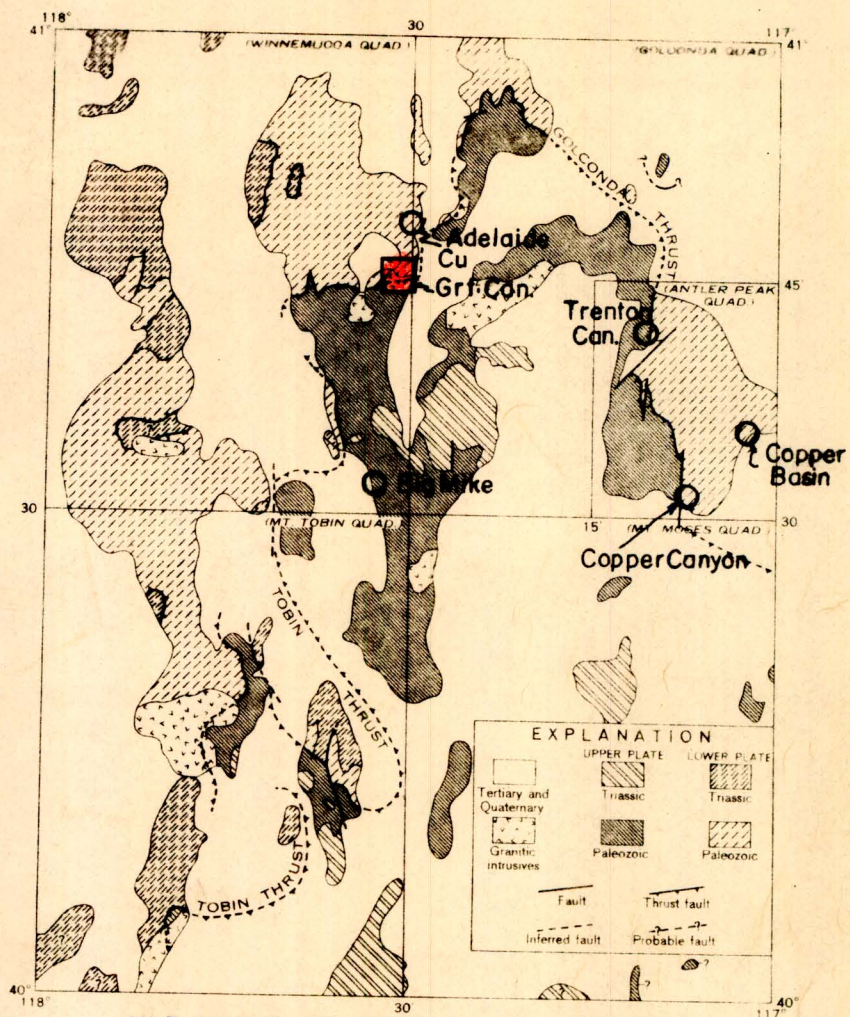 118°
30
117°
41°
41°
(WINNEMUCCA QUAD.)
(GOLCONDA QUAD.)
GOLCONDA THRUST
?
Adelaide
Cu
Grf. Can.
(ANTLER PEAK
QUAD.)
45'
Trenton
Can.
Copper
Basin
Big Mike
30
(MT. TOBIN QUAD.)
15'
(MT. MOSES QUAD.)
30
Copper Canyon
TOBIN THRUST
EXPLANATION
UPPER PLATE
LOWER PLATE
Tertiary and
Quaternary
Triassic
Triassic
Granitic
intrusives
Paleozoic
Paleozoic
Fault
Thrust fault
Inferred fault
Probable fault
TOBIN THRUST
?
?
?
40°
40°
118°
30
117°